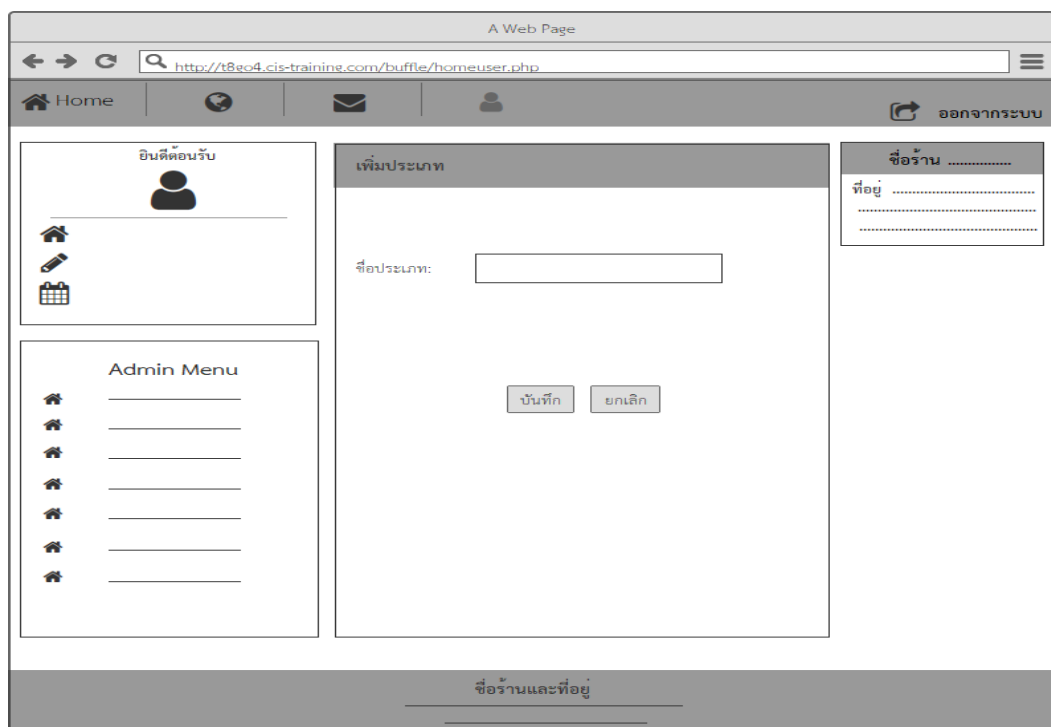 A Web Page
http://t8go4.cis-training.com/buffle/homeuser.php
Home
ออกจากระบบ
ยินดีต้อนรับ
Admin Menu
เพิ่มประเภท
ชื่อประเภท:
บันทึก ยกเลิก
ชื่อร้าน ................
ที่อยู่ ....................................
.............................................
.............................................
ชื่อร้านและที่อยู่